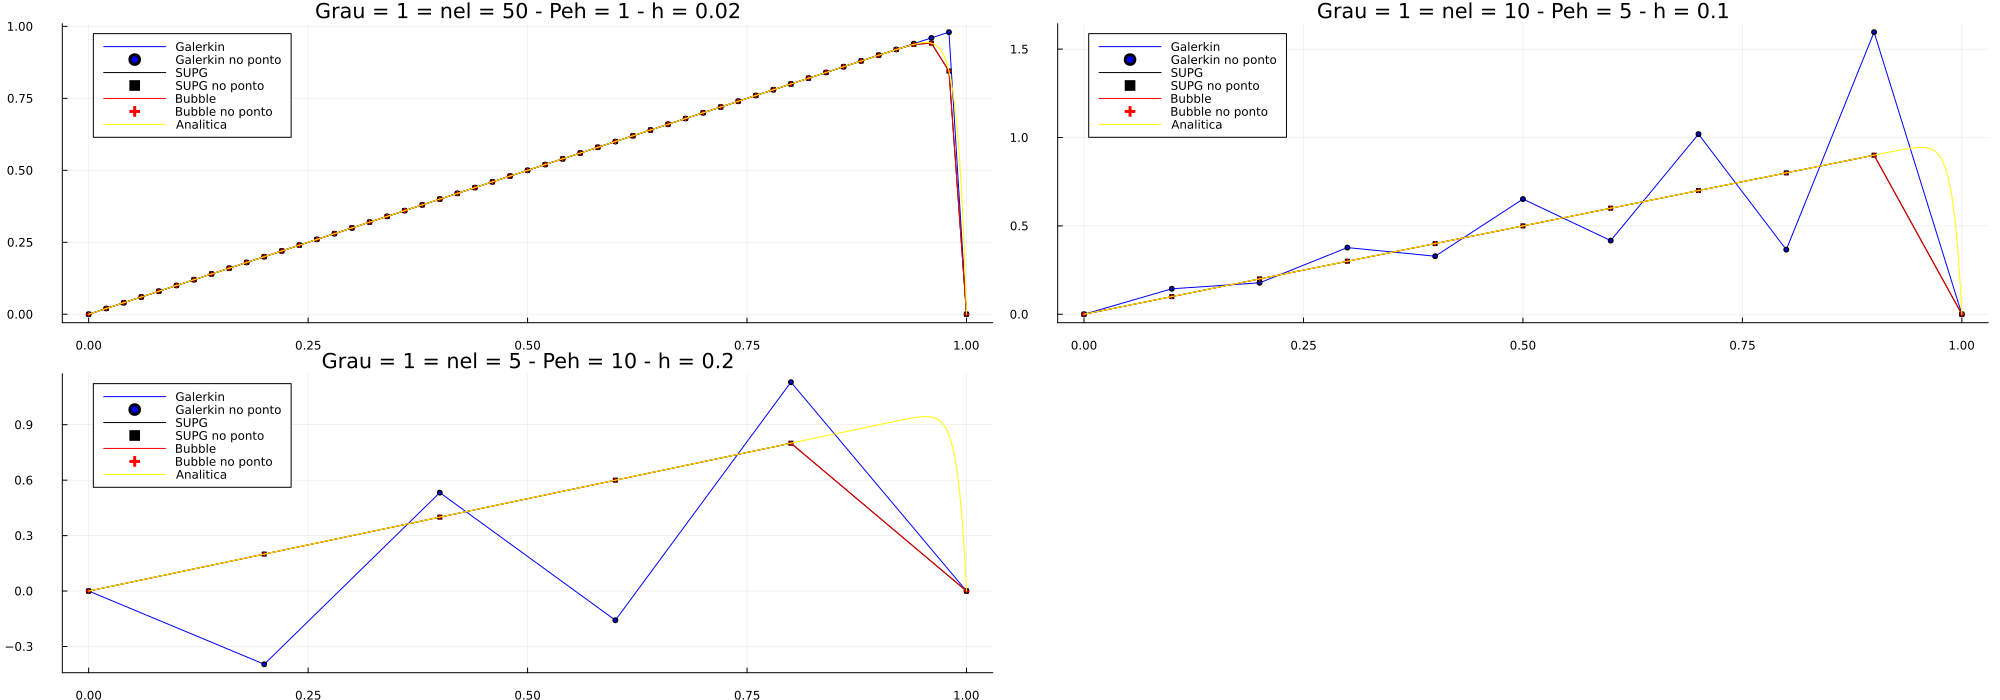 Grau = 1 = nel = 50 - Peh = 1 - h = 0.02
1.00
0.75
0.50
0.25
0.00
Galerkin
Galerkin no ponto
SUPG
SUPG no ponto
Bubble
Bubble no ponto
Analitica
0.00 0.25 0.50 0.75 1.00
Grau = 1 = nel = 10 - Peh = 5 - h = 0.1
1.5
1.0
0.5
0.0
Galerkin
Galerkin no ponto
SUPG
SUPG no ponto
Bubble
Bubble no ponto
Analitica
0.00 0.25 0.50 0.75 1.00
Grau = 1 = nel = 5 - Peh = 10 - h = 0.2
0.9
0.6
0.3
0.0
−0.3
Galerkin
Galerkin no ponto
SUPG
SUPG no ponto
Bubble
Bubble no ponto
Analitica
0.00 0.25 0.50 0.75 1.00